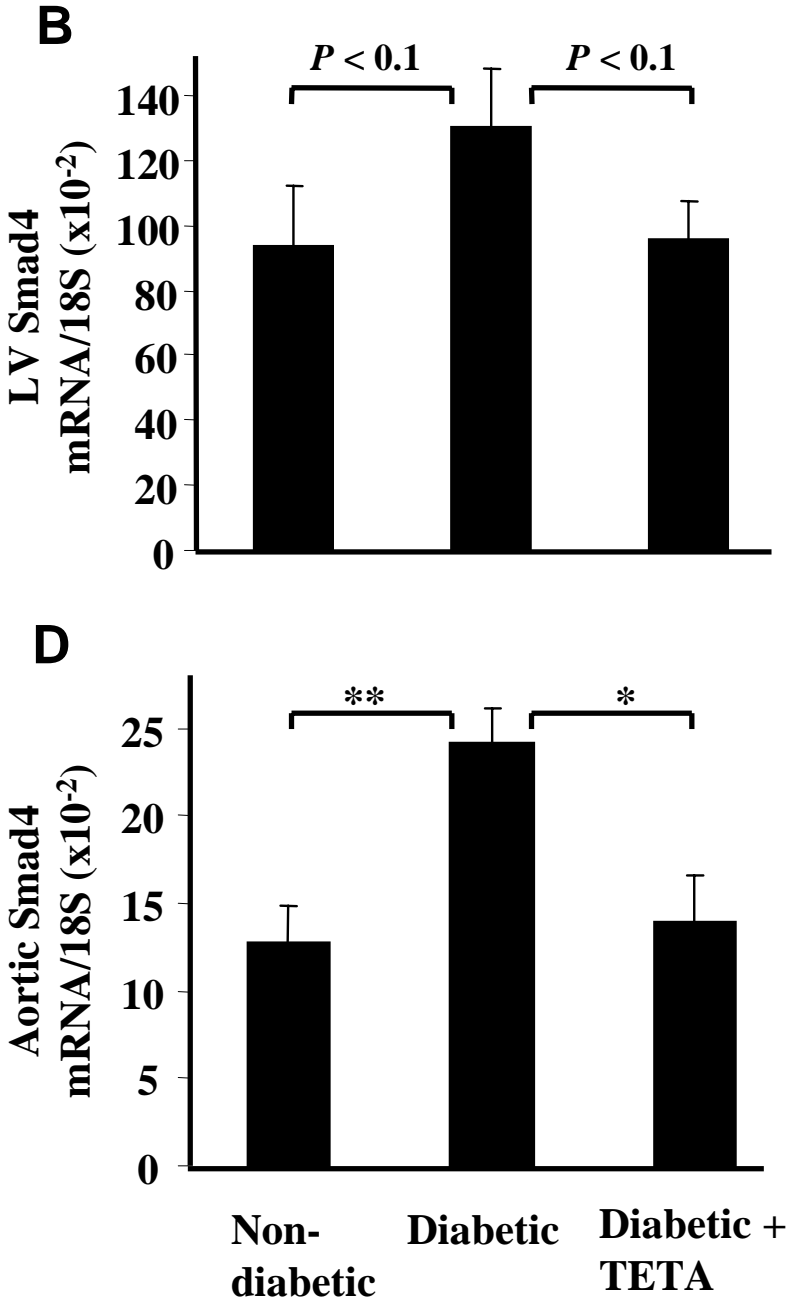 B
P < 0.1
P < 0.1
LV Smad4
mRNA/18S (x10-2)
140
120
100
80
60
40
20
0
D
**
*
Aortic Smad4
mRNA/18S (x10-2)
25
20
15
10
5
0
Non-
diabetic
Diabetic
Diabetic +
TETA